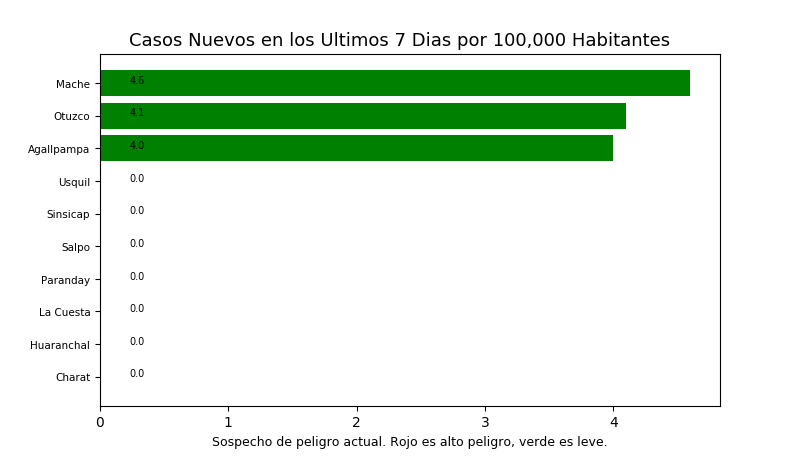 Casos Nuevos en los Ultimos 7 Dias por 100,000 Habitantes
Mache 4.6
Otuzco 4.1
Agallpampa 4.0
Usquil 0.0
Sinsicap 0.0
Salpo 0.0
Paranday 0.0
La Cuesta 0.0
Huaranchal 0.0
Charat 0.0
0 1 2 3 4
Sospecho de peligro actual. Rojo es alto peligro, verde es leve.